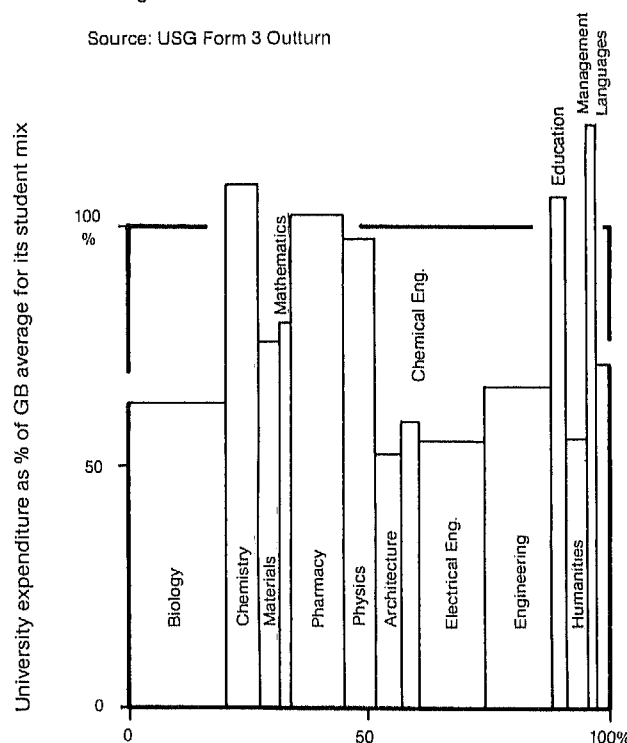 Source: USG Form 3 Outturn
University expenditure as % of GB average for its student mix
100
%
50
0
Biology
Chemistry
Materials
Mathematics
Pharmacy
Physics
Architecture
Chemical Eng.
Electrical Eng.
Engineering
Education
Humanities
Management
Languages
0
50
100%